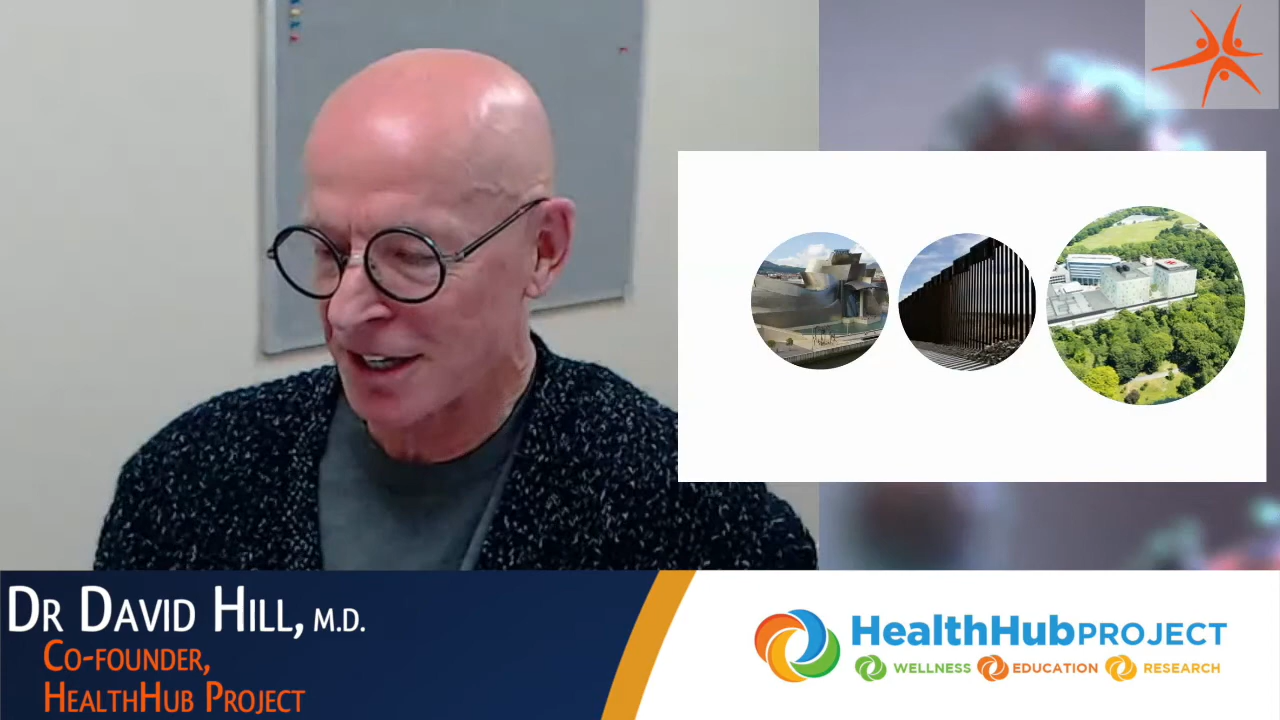 Dr David Hill, M.D.
Co-founder,
HealthHub Project
HealthHubPROJECT
WELLNESS EDUCATION RESEARCH